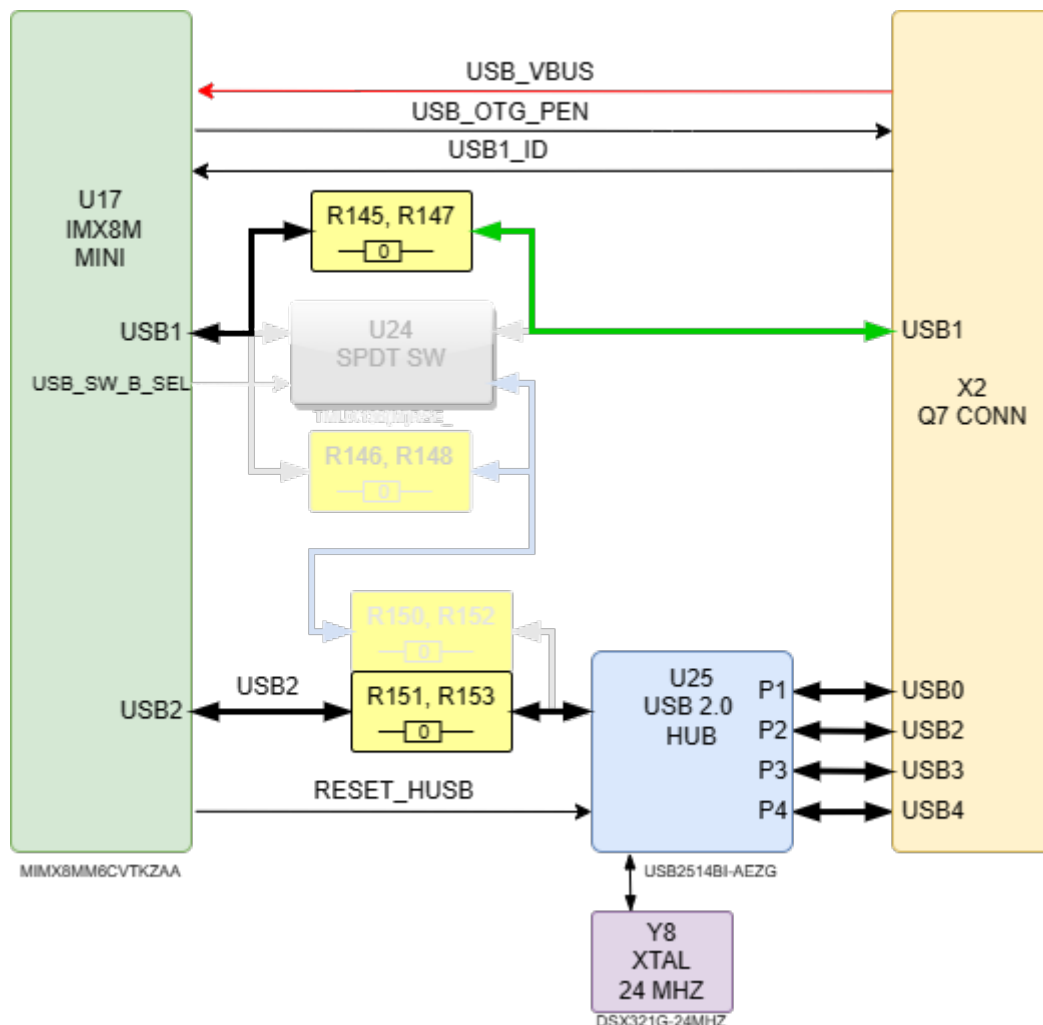 USB_VBUS
USB_OTG_PEN
USB1_ID
U17
IMX8M
MINI
R145, R147
0
USB1
U24
SPDT SW
USB1
USB_SW_B_SEL
X2
Q7 CONN
R146, R148
0
R150, R152
0
USB2
USB2
R151, R153
0
U25
USB 2.0
HUB
P1
USB0
P2
USB2
P3
USB3
P4
USB4
RESET_HUSB
MIMX8MM6CVTKZAA
USB2514BI-AEZG
Y8
XTAL
24 MHZ
DSX321G-24MHZ